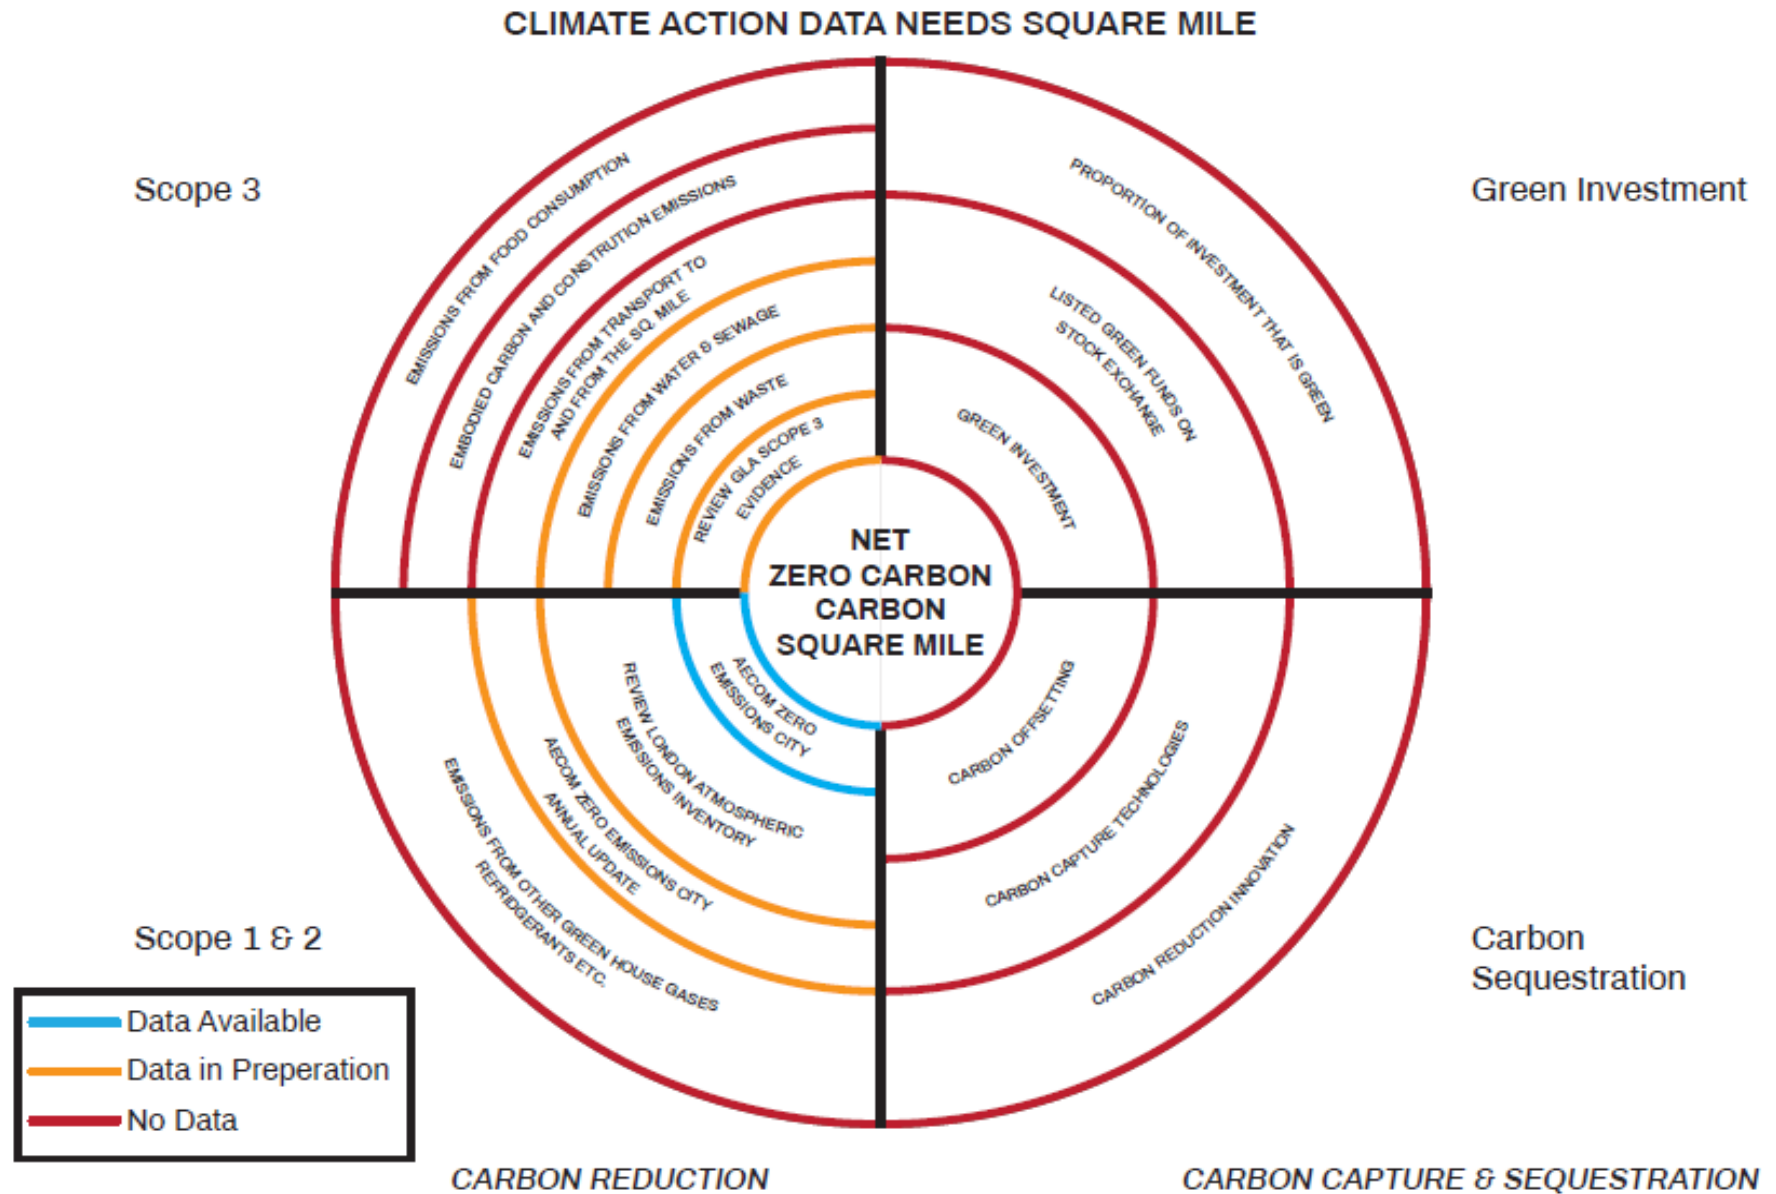 CLIMATE ACTION DATA NEEDS SQUARE MILE
Scope 3
Green Investment
EMISSIONS FROM FOOD CONSUMPTION
EMBODIED CARBON AND CONSTRUTION EMISSIONS
EMISSIONS FROM TRANSPORT TO
AND FROM THE SQ. MILE
EMISSIONS FROM WATER & SEWAGE
EMISSIONS FROM WASTE
REVIEW GLA SCOPE 3
EVIDENCE
PROPORTION OF INVESTMENT THAT IS GREEN
LISTED GREEN FUNDS ON
STOCK EXCHANGE
GREEN INVESTMENT
NET
ZERO CARBON
CARBON
SQUARE MILE
AECOM ZERO
EMISSIONS CITY
REVIEW LONDON ATMOSPHERIC
EMISSIONS INVENTORY
AECOM ZERO EMISSIONS CITY
ANNUAL UPDATE
EMISSIONS FROM OTHER GREEN HOUSE GASES
REFRIDGERANTS ETC.
CARBON OFFSETTING
CARBON CAPTURE TECHNOLOGIES
CARBON REDUCTION INNOVATION
Scope 1 & 2
Carbon
Sequestration
Data Available
Data in Preperation
No Data
CARBON REDUCTION
CARBON CAPTURE & SEQUESTRATION